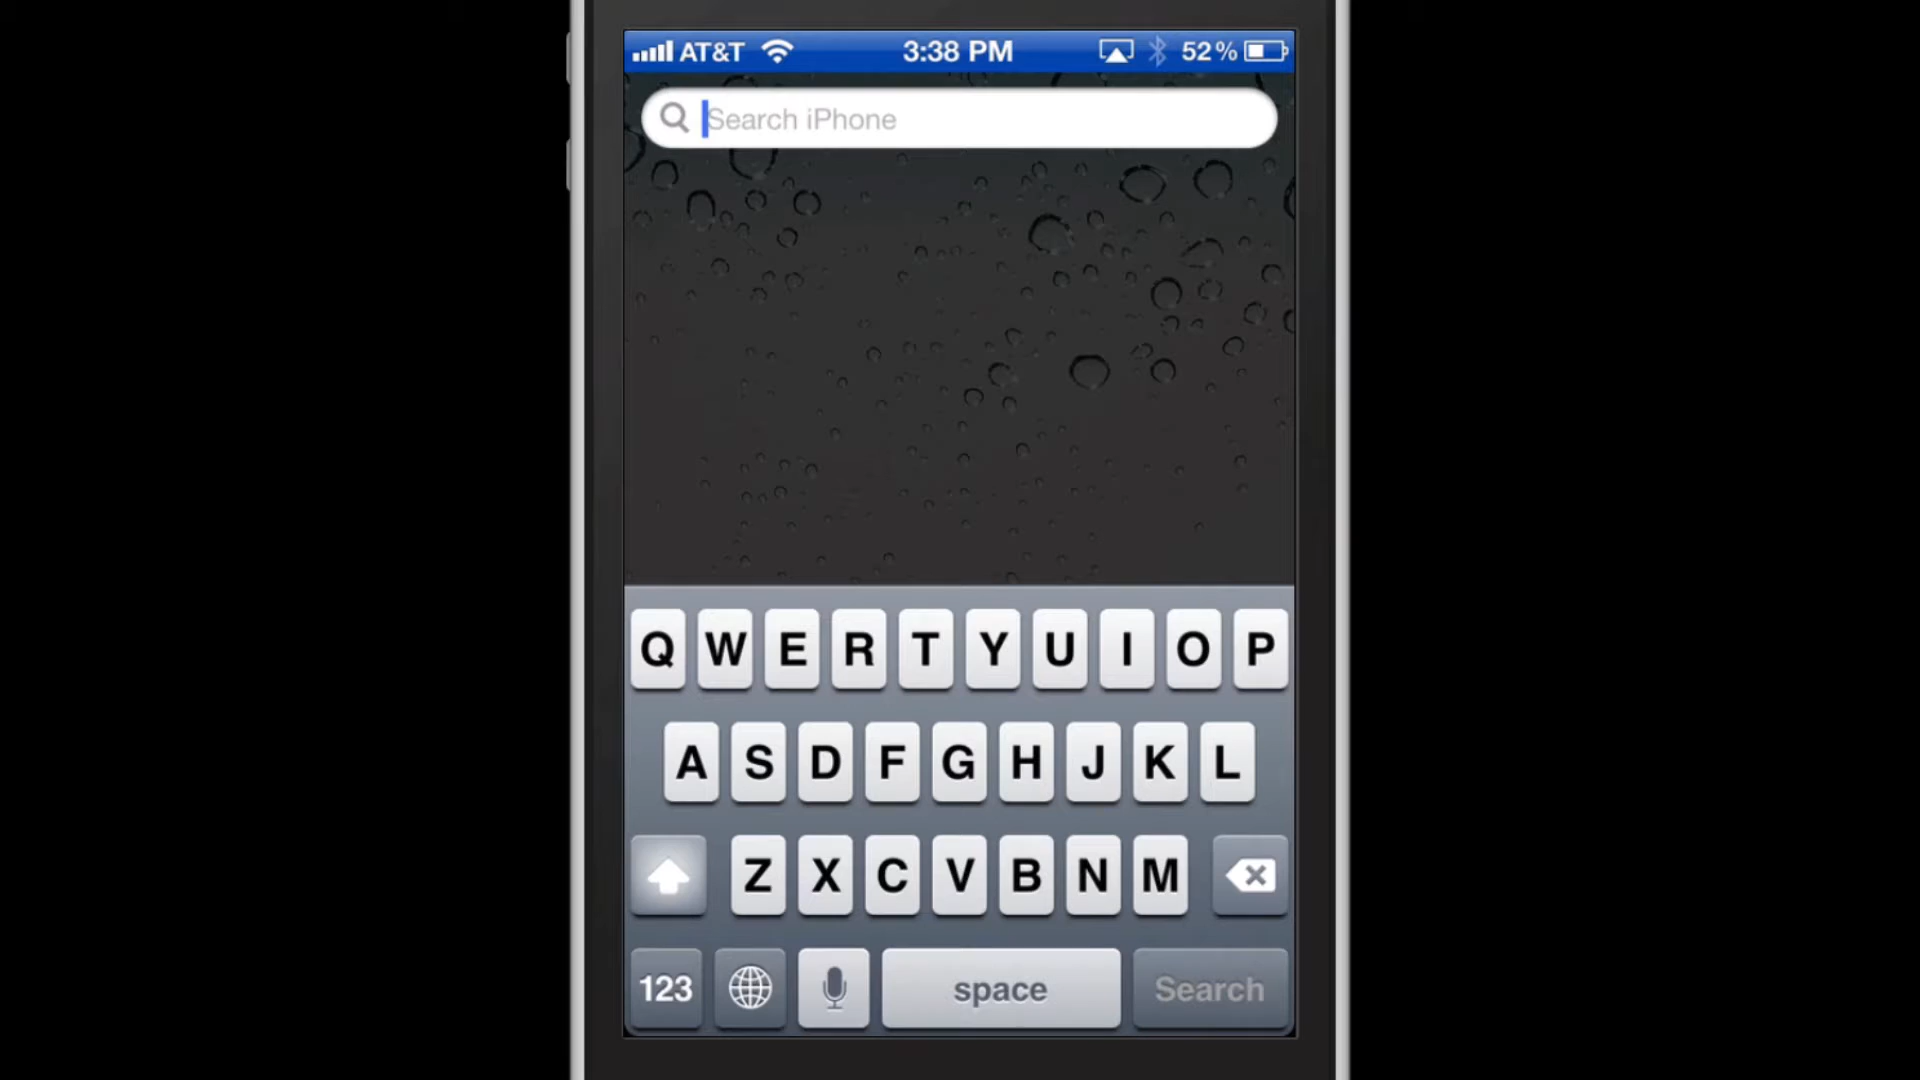 AT&T 3:38 PM 52%
Search iPhone
Q W E R T Y U I O P
A S D F G H J K L
Z X C V B N M
123 space Search